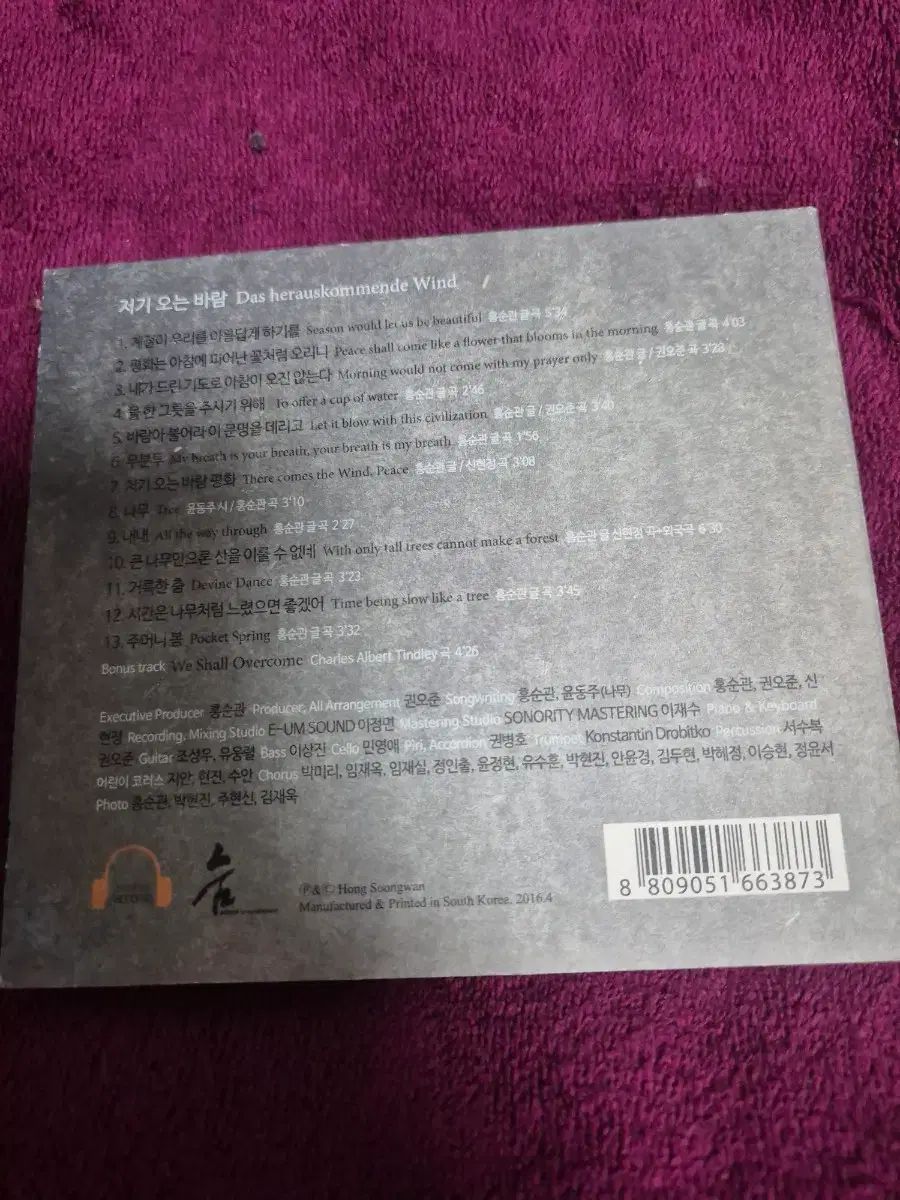 저기 오는 바람 Das herauskommende Wind
1. 계절이 우리를 아름답게 하기를 Season would let us be beautiful 홍순관 글 곡 5'34
2. 평화는 아침에 피어난 꽃처럼 오리니 Peace shall come like a flower that blooms in the morning 홍순관 글 곡 4'03
3. 내가 드린 기도로 아침이 오진 않는다 Morning would not come with my prayer only 홍순관 글 / 권오준 곡 3'28
4. 물 한 그릇을 주시기 위해 To offer a cup of water 홍순관 글 곡 2'46
5. 바람아 불어라 이 문명을 데리고 Let it blow with this civilization 홍순관 글 / 권오준 곡 3'40
6. 무분투 My breath is your breath, your breath is my breath 홍순관 글 곡 1'56
7. 저기 오는 바람 평화 There comes the Wind, Peace 홍순관 글 / 신현정 곡 3'08
8. 나무 Tree 윤동주 시 / 홍순관 곡 3'10
9. 내내 All the way through 홍순관 글 곡 2'27
10. 큰 나무만으론 산을 이룰 수 없네 With only tall trees cannot make a forest 홍순관 글 신현정 곡+외국곡 6'30
11. 거룩한 춤 Devine Dance 홍순관 글 곡 3'23
12. 시간은 나무처럼 느렸으면 좋겠어 Time being slow like a tree 홍순관 글 곡 3'45
13. 주머니 봄 Pocket Spring 홍순관 글 곡 3'32
Bonus track We Shall Overcome Charles Albert Tindley 곡 4'26
Executive Producer 홍순관 Producer, All Arrangement 권오준 Songwriting 홍순관, 윤동주(나무) Composition 홍순관, 권오준, 신
현정 Recording, Mixing Studio E-UM SOUND 이정면 Mastering Studio SONORITY MASTERING 이재수 Piano & Keyboard
권오준 Guitar 조성우, 유웅렬 Bass 이상진 Cello 민영애 Piri, Accordion 권병호 Trumpet Konstantin Drobitko Percussion 서수복
어린이 코러스 지안, 현진, 수안 Chorus 박미리, 임재옥, 임재실, 정인출, 윤정현, 유수훈, 박현진, 안윤경, 김두현, 박혜정, 이승현, 정윤서
Photo 홍순관, 박현진, 주현신, 김재욱
춤
Ⓟ & © Hong Soongwan
Manufactured & Printed in South Korea. 2016.4
8 809051 663873